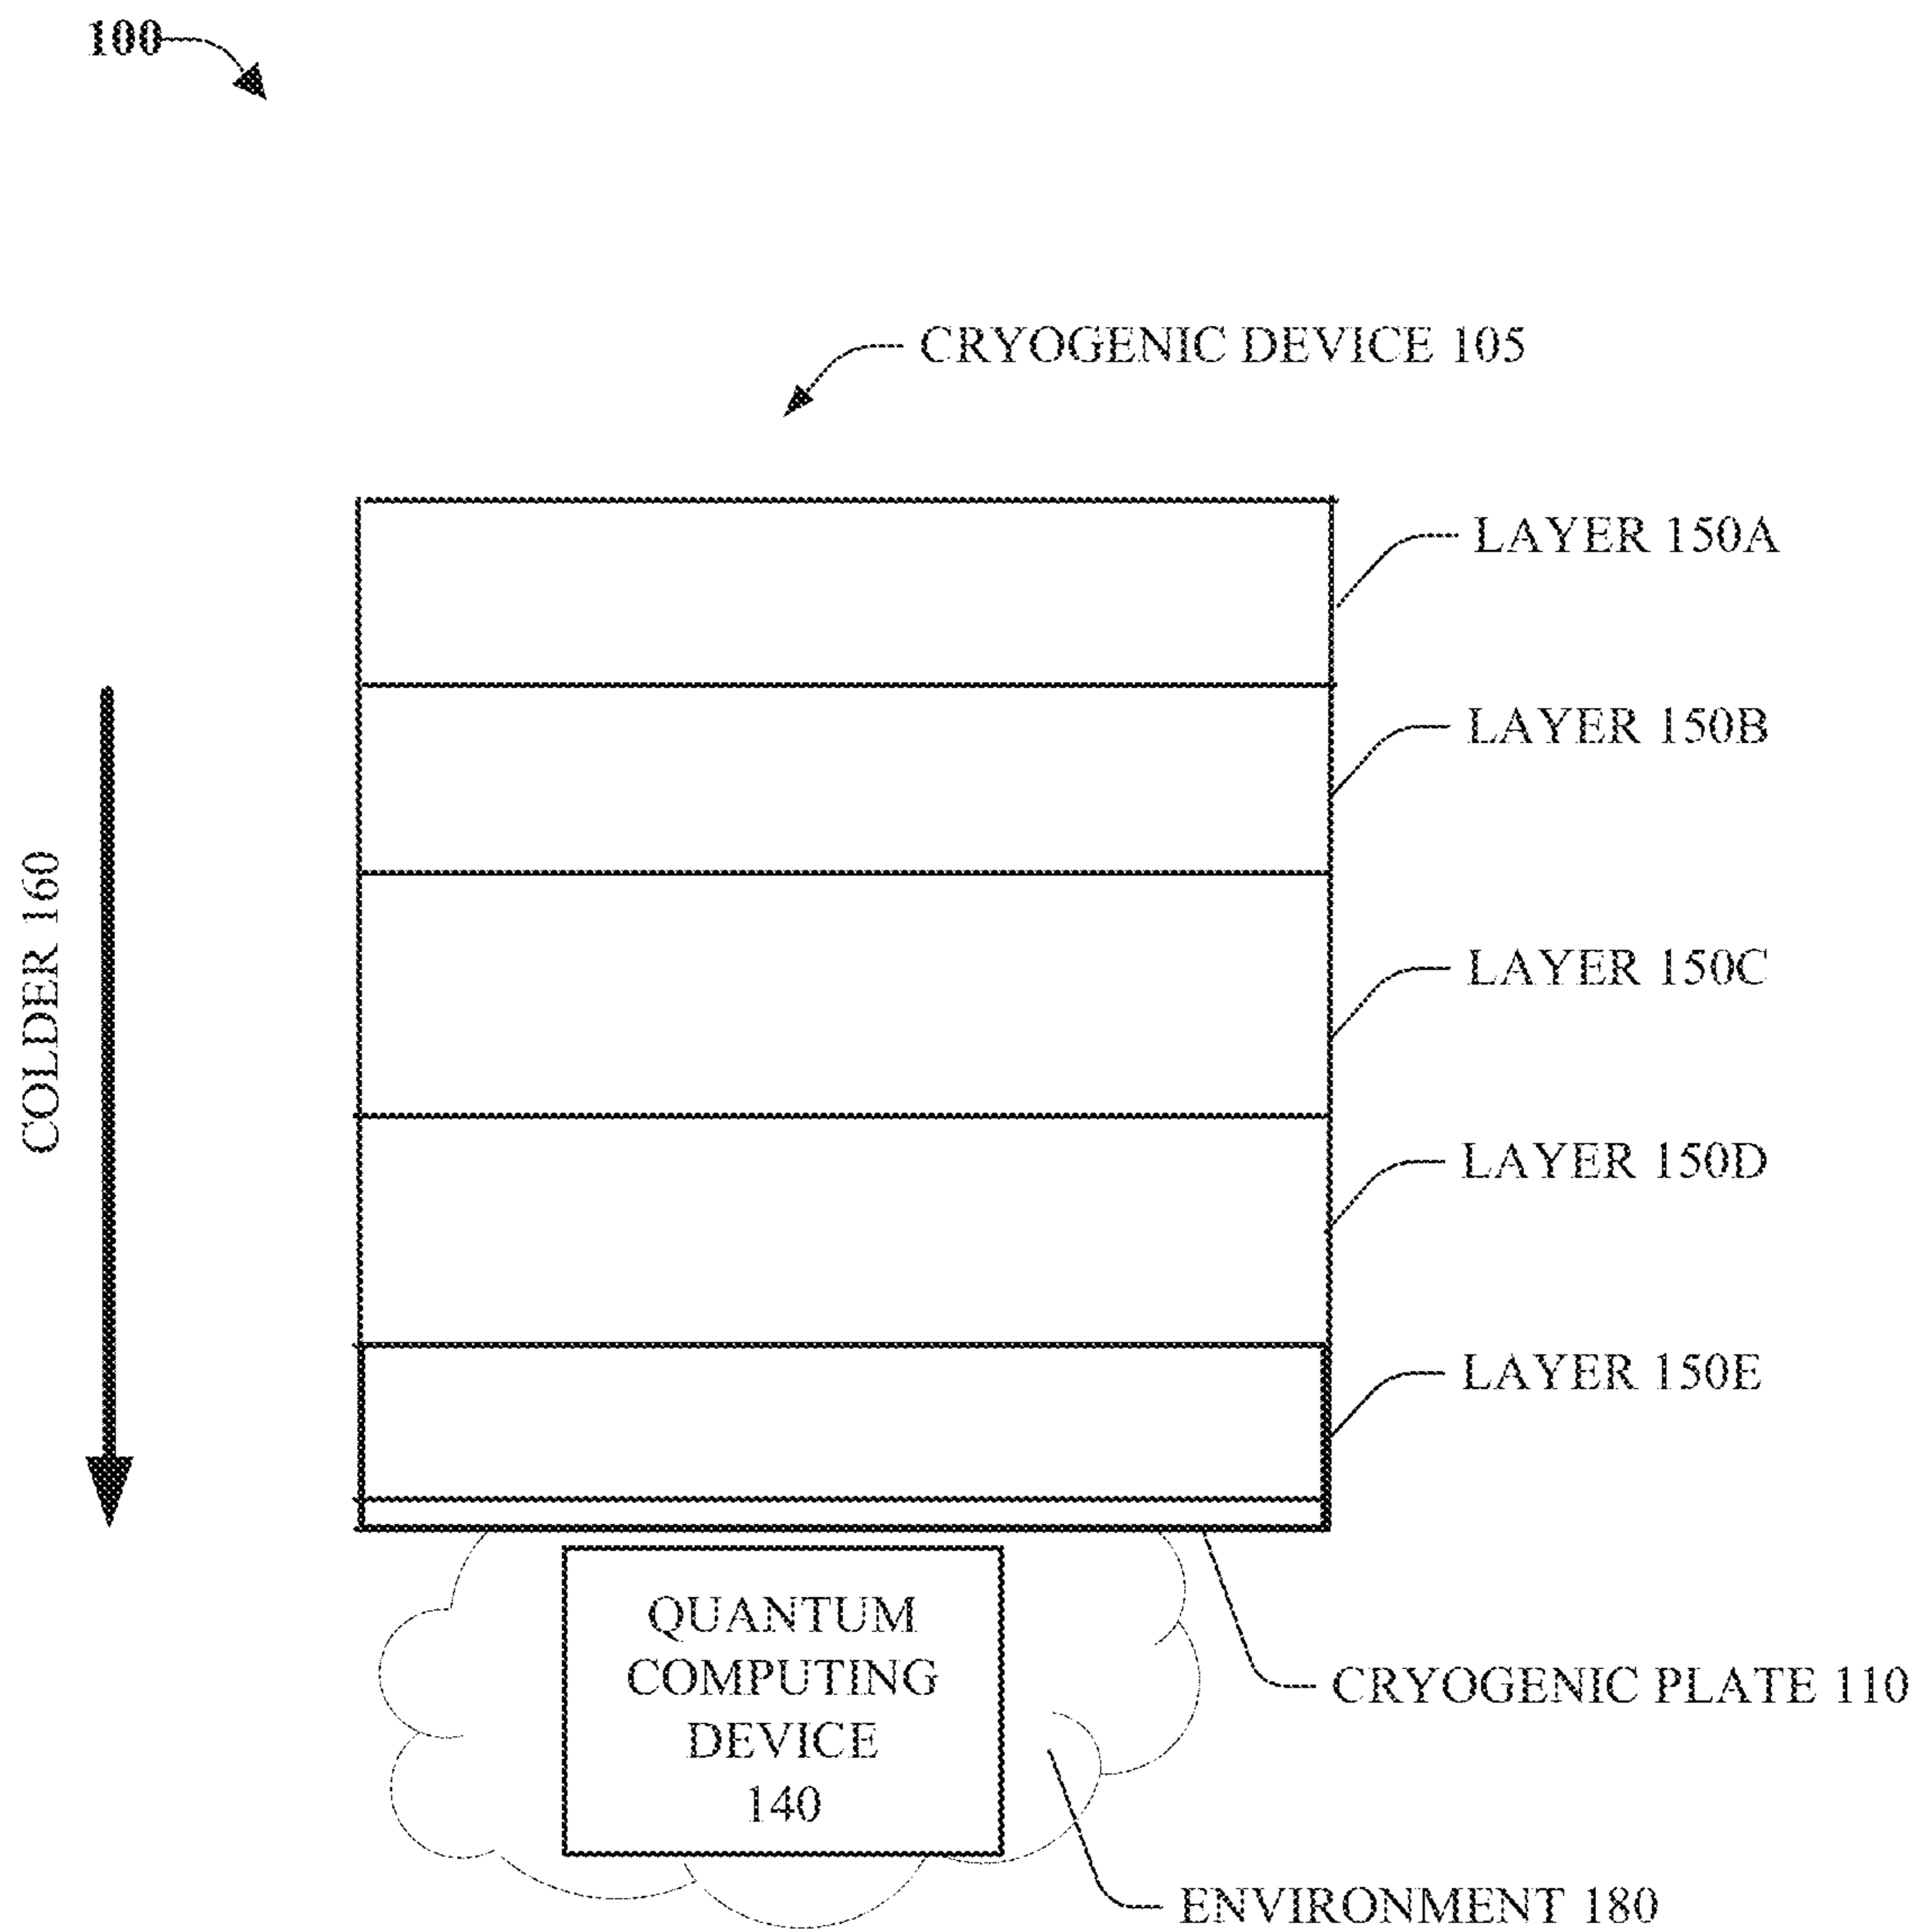 100
CRYOGENIC DEVICE 105
LAYER 150A
LAYER 150B
COLDER 160
LAYER 150C
LAYER 150D
LAYER 150E
QUANTUM
COMPUTING
DEVICE
140
CRYOGENIC PLATE 110
ENVIRONMENT 180